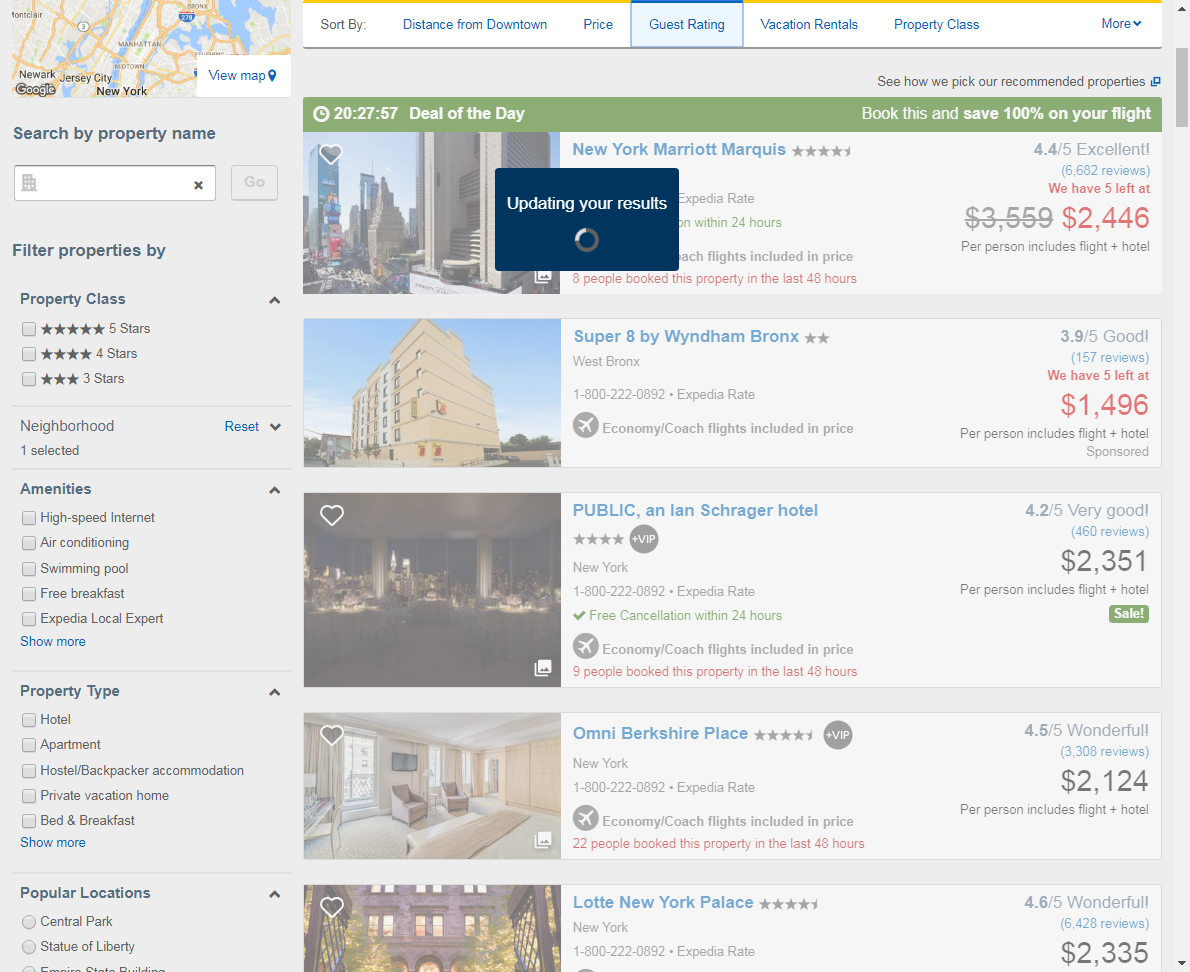 Montclair
BRONX
278
3
MANHATTAN
MIDTOWN
Newark
Jersey City
New York
Google
View map
Search by property name
Go
Filter properties by
Property Class
5 Stars
4 Stars
3 Stars
Neighborhood
Reset
1 selected
Amenities
High-speed Internet
Air conditioning
Swimming pool
Free breakfast
Expedia Local Expert
Show more
Property Type
Hotel
Apartment
Hostel/Backpacker accommodation
Private vacation home
Bed & Breakfast
Show more
Popular Locations
Central Park
Statue of Liberty
Empire State Building
Sort By: Distance from Downtown Price Guest Rating Vacation Rentals Property Class More
See how we pick our recommended properties
20:27:57 Deal of the Day Book this and save 100% on your flight
New York Marriott Marquis
Expedia Rate
on within 24 hours
Coach flights included in price
8 people booked this property in the last 48 hours
4.4/5 Excellent!
(6,682 reviews)
We have 5 left at
$3,559 $2,446
Per person includes flight + hotel
Updating your results
Super 8 by Wyndham Bronx
West Bronx
1-800-222-0892 • Expedia Rate
Economy/Coach flights included in price
3.9/5 Good!
(157 reviews)
We have 5 left at
$1,496
Per person includes flight + hotel
Sponsored
PUBLIC, an Ian Schrager hotel
+VIP
New York
1-800-222-0892 • Expedia Rate
Free Cancellation within 24 hours
Economy/Coach flights included in price
9 people booked this property in the last 48 hours
4.2/5 Very good!
(460 reviews)
$2,351
Per person includes flight + hotel
Sale!
Omni Berkshire Place +VIP
New York
1-800-222-0892 • Expedia Rate
Economy/Coach flights included in price
22 people booked this property in the last 48 hours
4.5/5 Wonderful!
(3,308 reviews)
$2,124
Per person includes flight + hotel
Lotte New York Palace
New York
1-800-222-0892 • Expedia Rate
4.6/5 Wonderful!
(6,428 reviews)
$2,335